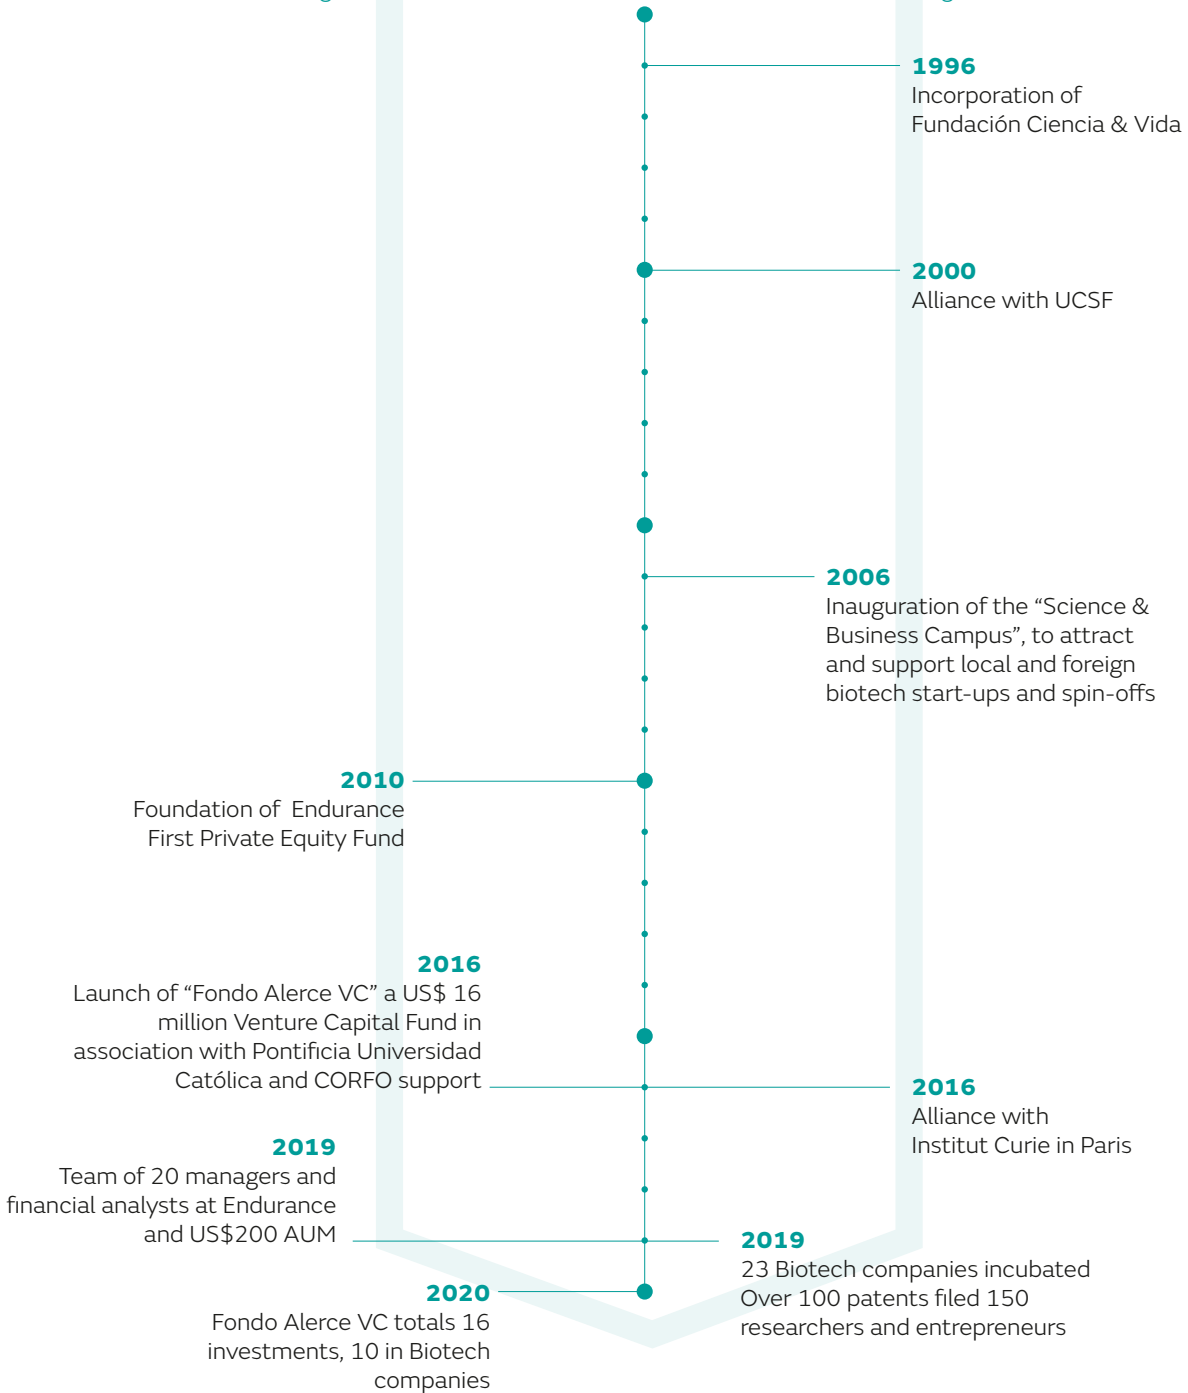 1996
Incorporation of
Fundación Ciencia & Vida
2000
Alliance with UCSF
2006
Inauguration of the “Science &
Business Campus”, to attract
and support local and foreign
biotech start-ups and spin-offs
2010
Foundation of Endurance
First Private Equity Fund
2016
Launch of “Fondo Alerce VC” a US$ 16
million Venture Capital Fund in
association with Pontificia Universidad
Católica and CORFO support
2016
Alliance with
Institut Curie in Paris
2019
Team of 20 managers and
financial analysts at Endurance
and US$200 AUM
2019
23 Biotech companies incubated
Over 100 patents filed 150
researchers and entrepreneurs
2020
Fondo Alerce VC totals 16
investments, 10 in Biotech
companies